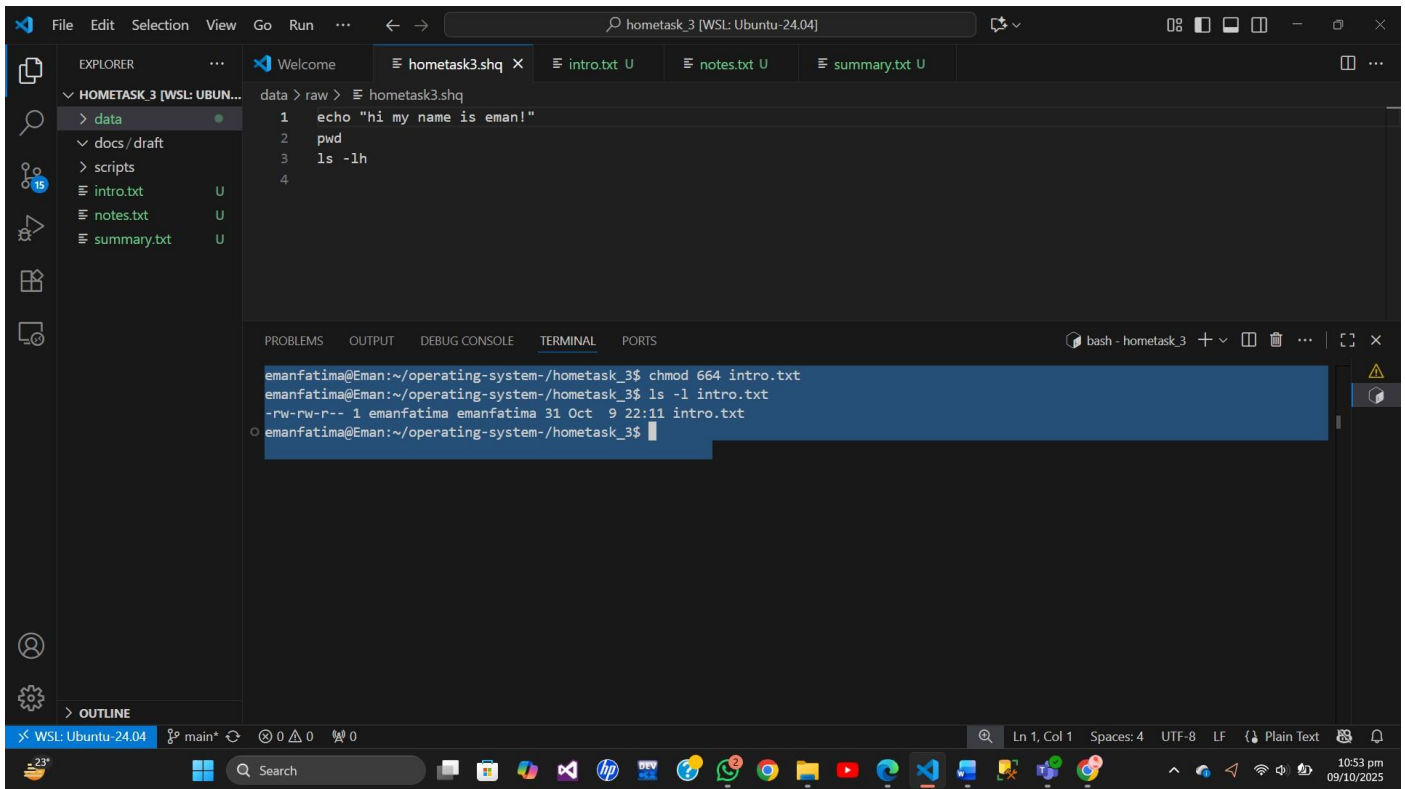 File Edit Selection View Go Run ··· ← → hometask_3 [WSL: Ubuntu-24.04]
EXPLORER ···
HOMETASK_3 [WSL: UBUN...
> data
docs / draft
> scripts
intro.txt U
notes.txt U
summary.txt U
> OUTLINE
15
Welcome hometask3.shq × intro.txt U notes.txt U summary.txt U
data > raw > hometask3.shq
1 echo "hi my name is eman!"
2 pwd
3 ls -lh
4
PROBLEMS OUTPUT DEBUG CONSOLE TERMINAL PORTS bash - hometask_3
emanfatima@Eman:~/operating-system-/hometask_3$ chmod 664 intro.txt
emanfatima@Eman:~/operating-system-/hometask_3$ ls -l intro.txt
-rw-rw-r-- 1 emanfatima emanfatima 31 Oct  9 22:11 intro.txt
emanfatima@Eman:~/operating-system-/hometask_3$
WSL: Ubuntu-24.04 main* 0 0 0 Ln 1, Col 1 Spaces: 4 UTF-8 LF Plain Text
23°
Search
hp
DEV
2
10:53 pm
09/10/2025